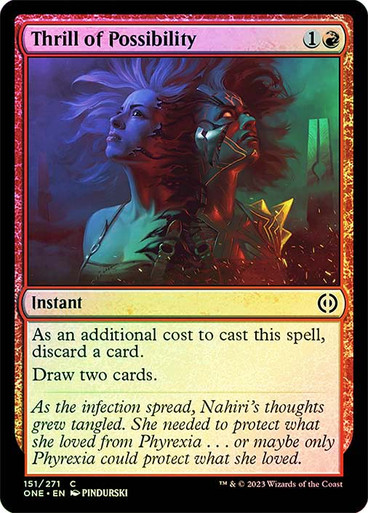 Thrill of Possibility 1
Instant
As an additional cost to cast this spell,
discard a card.
Draw two cards.
As the infection spread, Nahiri's thoughts
grew tangled. She needed to protect what
she loved from Phyrexia . . . or maybe only
Phyrexia could protect what she loved.
151/271 C
ONE • EN PINDURSKI
™ & © 2023 Wizards of the Coast